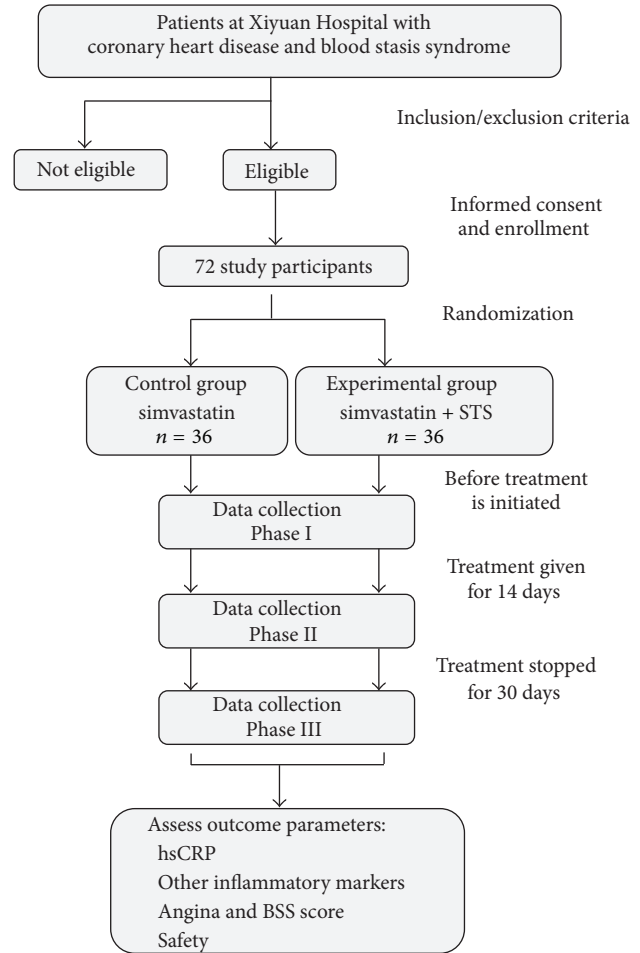 Patients at Xiyuan Hospital with
coronary heart disease and blood stasis syndrome
Inclusion/exclusion criteria
Not eligible
Eligible
Informed consent
and enrollment
72 study participants
Randomization
Control group
simvastatin
n = 36
Experimental group
simvastatin + STS
n = 36
Before treatment
is initiated
Data collection
Phase I
Treatment given
for 14 days
Data collection
Phase II
Treatment stopped
for 30 days
Data collection
Phase III
Assess outcome parameters:
hsCRP
Other inflammatory markers
Angina and BSS score
Safety